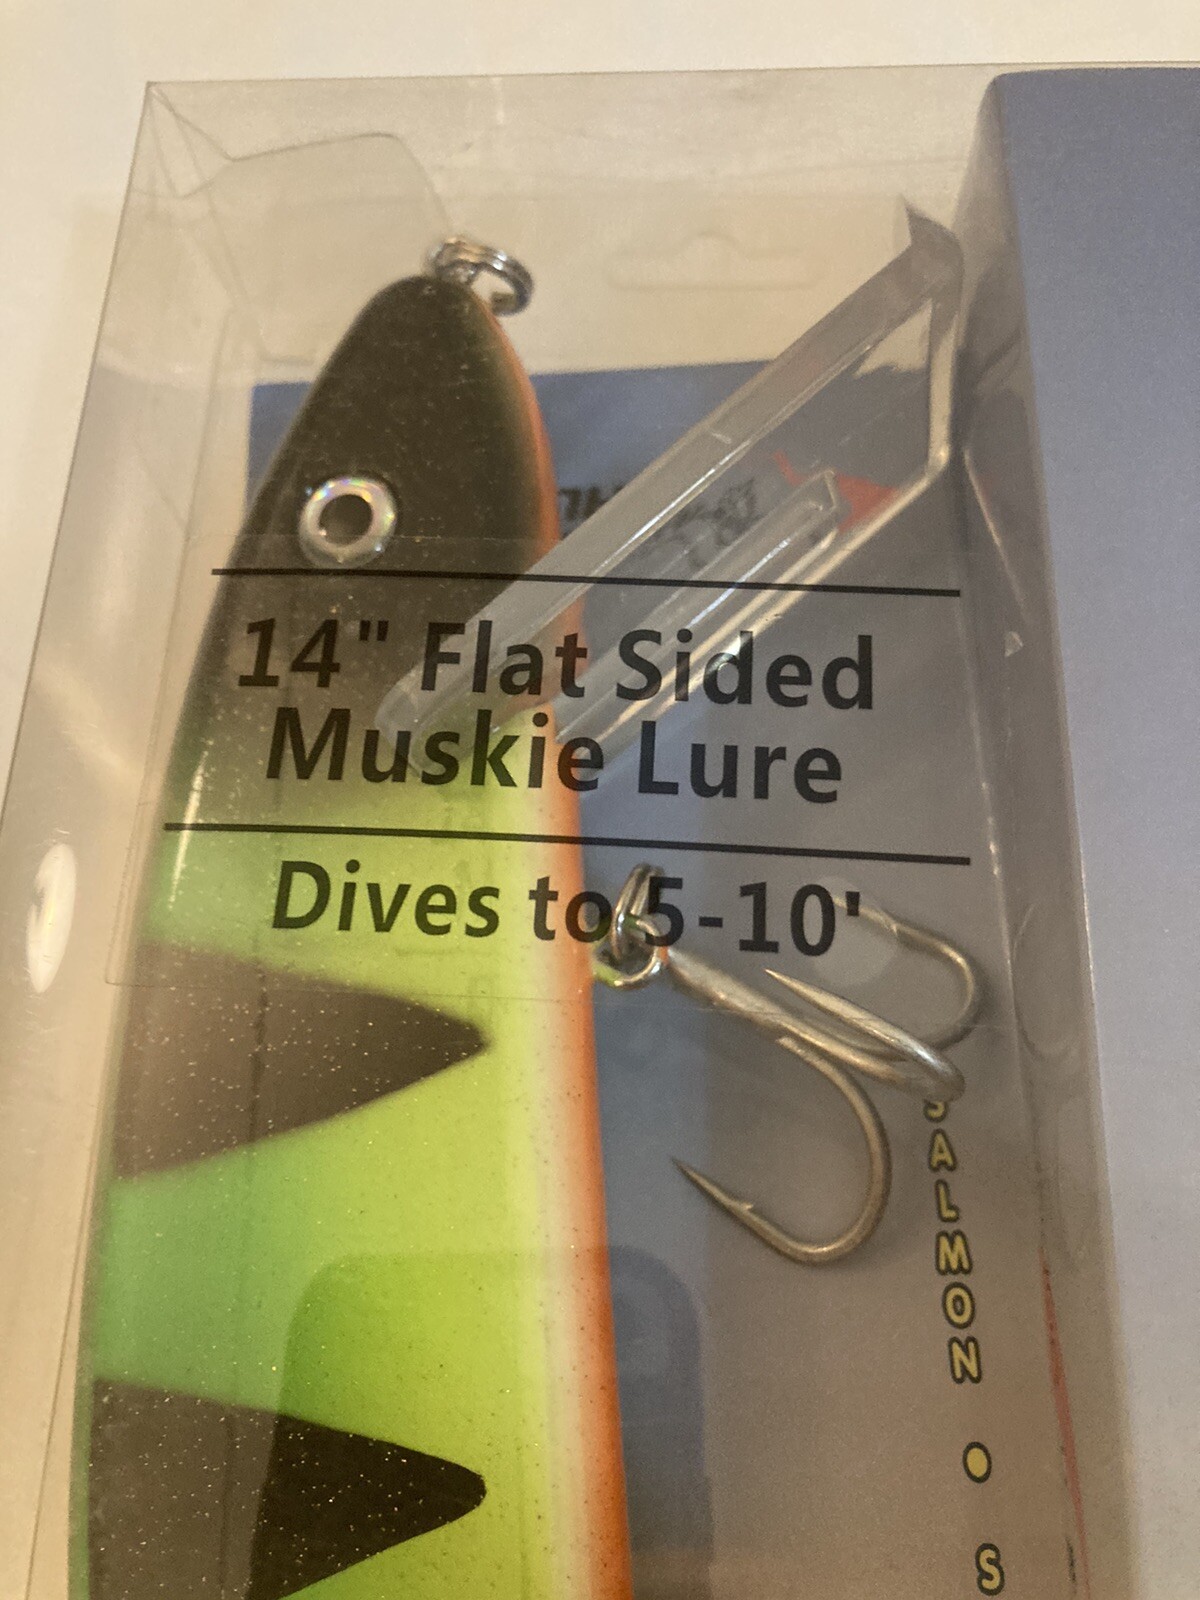 14" Flat Sided
Muskie Lure
Dives to 5-10'
SALMON • S